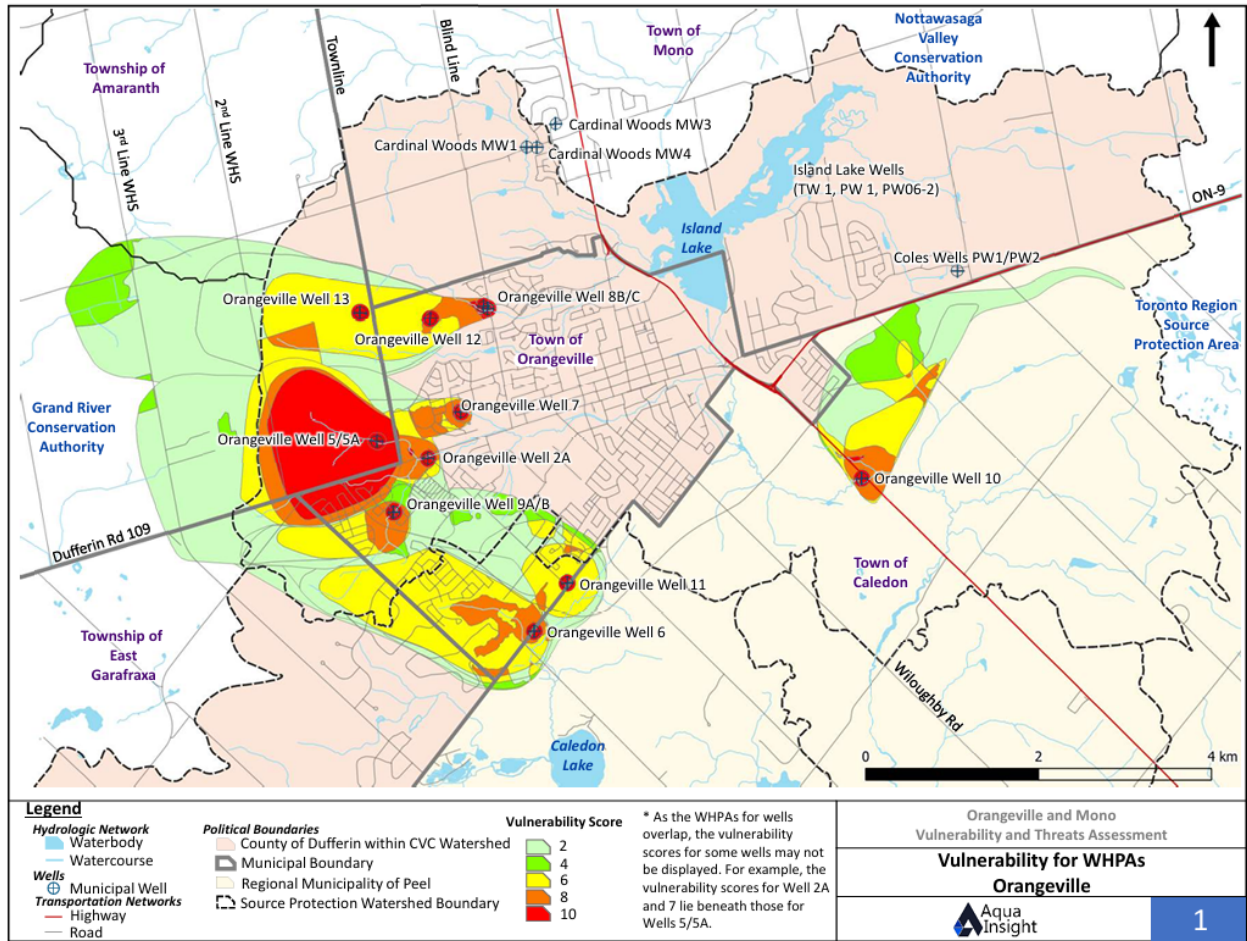 Nottawasaga
Valley
Conservation
Authority
Town of
Mono
Township of
Amaranth
Townline
Blind Line
2nd Line WHS
3rd Line WHS
Cardinal Woods MW3
Cardinal Woods MW1
Cardinal Woods MW4
Island Lake Wells
(TW 1, PW 1, PW06-2)
ON-9
Island
Lake
Coles Wells PW1/PW2
Orangeville Well 13
Orangeville Well 8B/C
Orangeville Well 12
Town of
Orangeville
Toronto Region
Source
Protection Area
Grand River
Conservation
Authority
Orangeville Well 7
Orangeville Well 5/5A
Orangeville Well 2A
Orangeville Well 10
Orangeville Well 9A/B
Dufferin Rd 109
Town of
Caledon
Orangeville Well 11
Orangeville Well 6
Township of
East
Garafraxa
Wiloughby Rd
Caledon
Lake
0 2 4 km
Legend
Hydrologic Network
Waterbody
Watercourse
Wells
Municipal Well
Transportation Networks
Highway
Road
Political Boundaries
County of Dufferin within CVC Watershed
Municipal Boundary
Regional Municipality of Peel
Source Protection Watershed Boundary
Vulnerability Score
2
4
6
8
10
* As the WHPAs for wells
overlap, the vulnerability
scores for some wells may not
be displayed. For example, the
vulnerability scores for Well 2A
and 7 lie beneath those for
Wells 5/5A.
Orangeville and Mono
Vulnerability and Threats Assessment
Vulnerability for WHPAs
Orangeville
Aqua
Insight
1